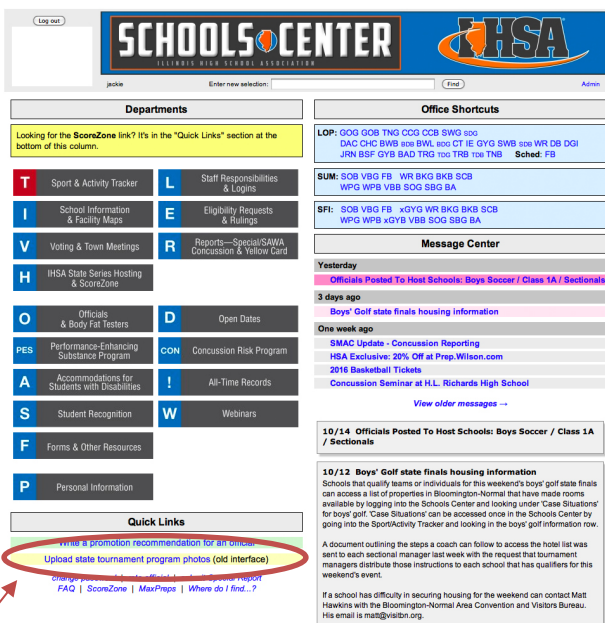 Log out
SCHOOLS CENTER
ILLINOIS HIGH SCHOOL ASSOCIATION
IHSA
jackie
Enter new selection:
Find
Admin
Departments
Looking for the ScoreZone link? It's in the "Quick Links" section at the
bottom of this column.
T Sport & Activity Tracker
L Staff Responsibilities
& Logins
I School Information
& Facility Maps
E Eligibility Requests
& Rulings
V Voting & Town Meetings
R Reports—Special/SAWA
Concussion & Yellow Card
H IHSA State Series Hosting
& ScoreZone
O Officials
& Body Fat Testers
D Open Dates
PES Performance-Enhancing
Substance Program
CON Concussion Risk Program
A Accommodations for
Students with Disabilities
! All-Time Records
S Student Recognition
W Webinars
F Forms & Other Resources
P Personal Information
Quick Links
Write a promotion recommendation for an official
Upload state tournament program photos (old interface)
Special Report
FAQ | ScoreZone | MaxPreps | Where do I find...?
Office Shortcuts
LOP: GOG GOB TNG CCG CCB SWG SDG
DAC CHC BWB BDB BWL BDG CT IE GYG SWB SDB WR DB DGI
JRN BSF GYB BAD TRG TDG TRB TDB TNB Sched: FB
SUM: SOB VBG FB WR BKG BKB SCB
WPG WPB VBB SOG SBG BA
SFI: SOB VBG FB xGYG WR BKG BKB SCB
WPG WPB xGYB VBB SOG SBG BA
Message Center
Yesterday
Officials Posted To Host Schools: Boys Soccer / Class 1A / Sectionals
3 days ago
Boys' Golf state finals housing information
One week ago
SMAC Update - Concussion Reporting
HSA Exclusive: 20% Off at Prep.Wilson.com
2016 Basketball Tickets
Concussion Seminar at H.L. Richards High School
View older messages →
10/14 Officials Posted To Host Schools: Boys Soccer / Class 1A
/ Sectionals
10/12 Boys' Golf state finals housing information
Schools that qualify teams or individuals for this weekend's boys' golf state finals
can access a list of properties in Bloomington-Normal that have made rooms
available by logging into the Schools Center and looking under 'Case Situations'
for boys' golf. 'Case Situations' can be accessed once in the Schools Center by
going into the Sport/Activity Tracker and looking in the boys' golf information row.
A document outlining the steps a coach can follow to access the hotel list was
sent to each sectional manager last week with the request that tournament
managers distribute those instructions to each school that has qualifiers for this
weekend's event.
If a school has difficulty in securing housing for the weekend can contact Matt
Hawkins with the Bloomington-Normal Area Convention and Visitors Bureau.
His email is matt@visitbn.org.